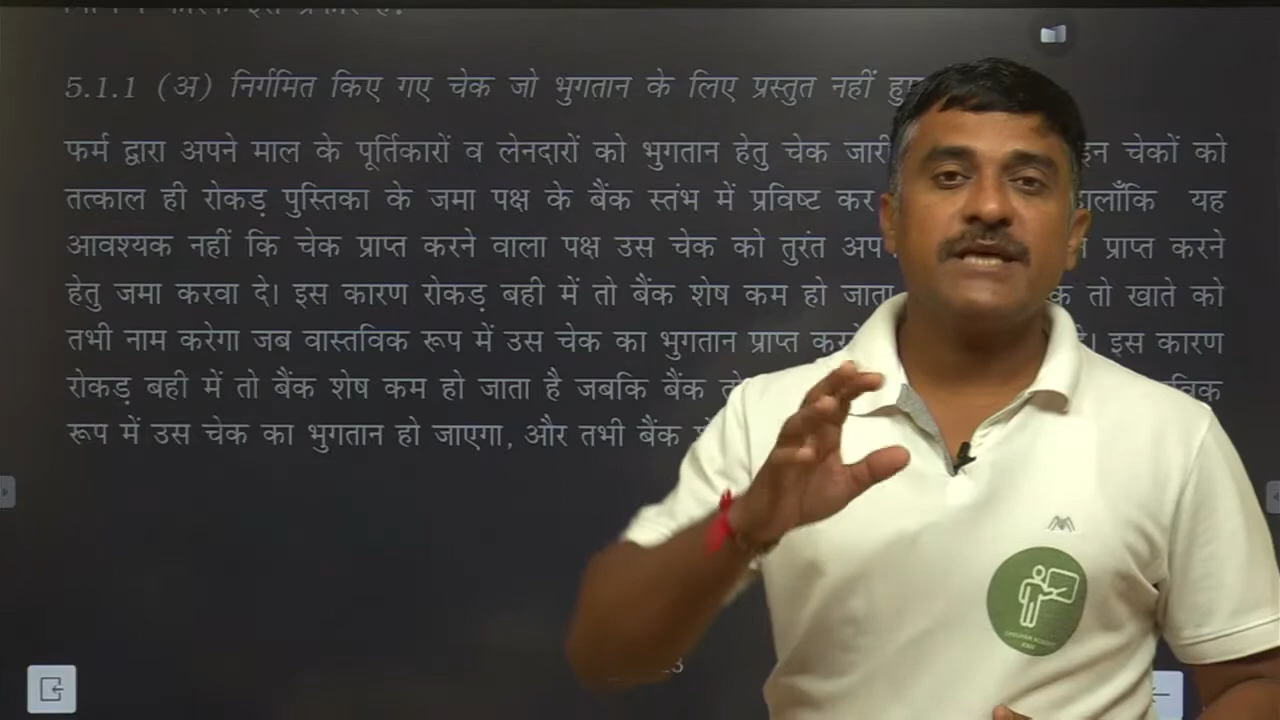 5.1.1 (अ) निर्गमित किए गए चेक जो भुगतान के लिए प्रस्तुत नहीं
फर्म द्वारा अपने माल के पूर्तिकारों व लेनदारों को भुगतान हेतु चेक जारी इन चेकों को
तत्काल ही रोकड़ पुस्तिका के जमा पक्ष के बैंक स्तंभ में प्रविष्ट कर यह
आवश्यक नहीं कि चेक प्राप्त करने वाला पक्ष उस चेक को तुरंत प्राप्त करने
हेतु जमा करवा दे। इस कारण रोकड़ बही में तो बैंक शेष कम हो जाता तो खाते को
तभी नाम करेगा जब वास्तविक रूप में उस चेक का भुगतान प्राप्त इस कारण
रोकड़ बही में तो बैंक शेष कम हो जाता है जबकि बैंक
रूप में उस चेक का भुगतान हो जाएगा, और तभी बैंक